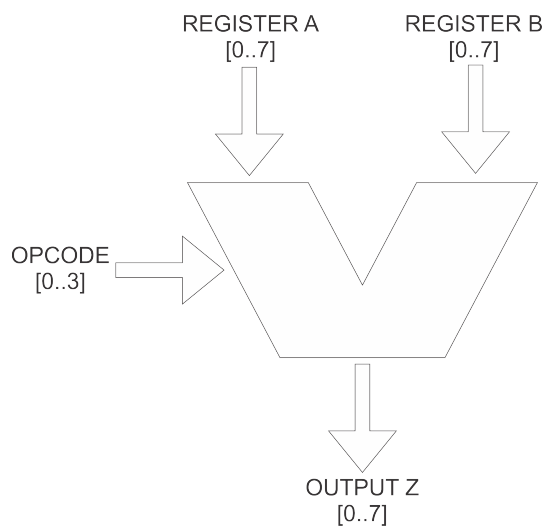 REGISTER A
[0..7]
REGISTER B
[0..7]
OPCODE
[0..3]
OUTPUT Z
[0..7]